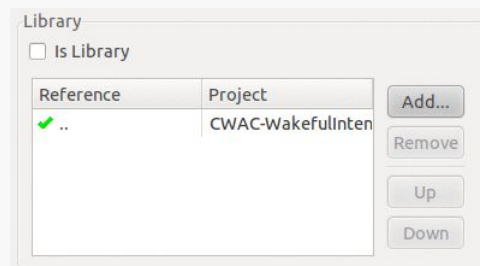 Library
Is Library
Reference Project
.. CWAC-WakefulInten
Add...
Remove
Up
Down